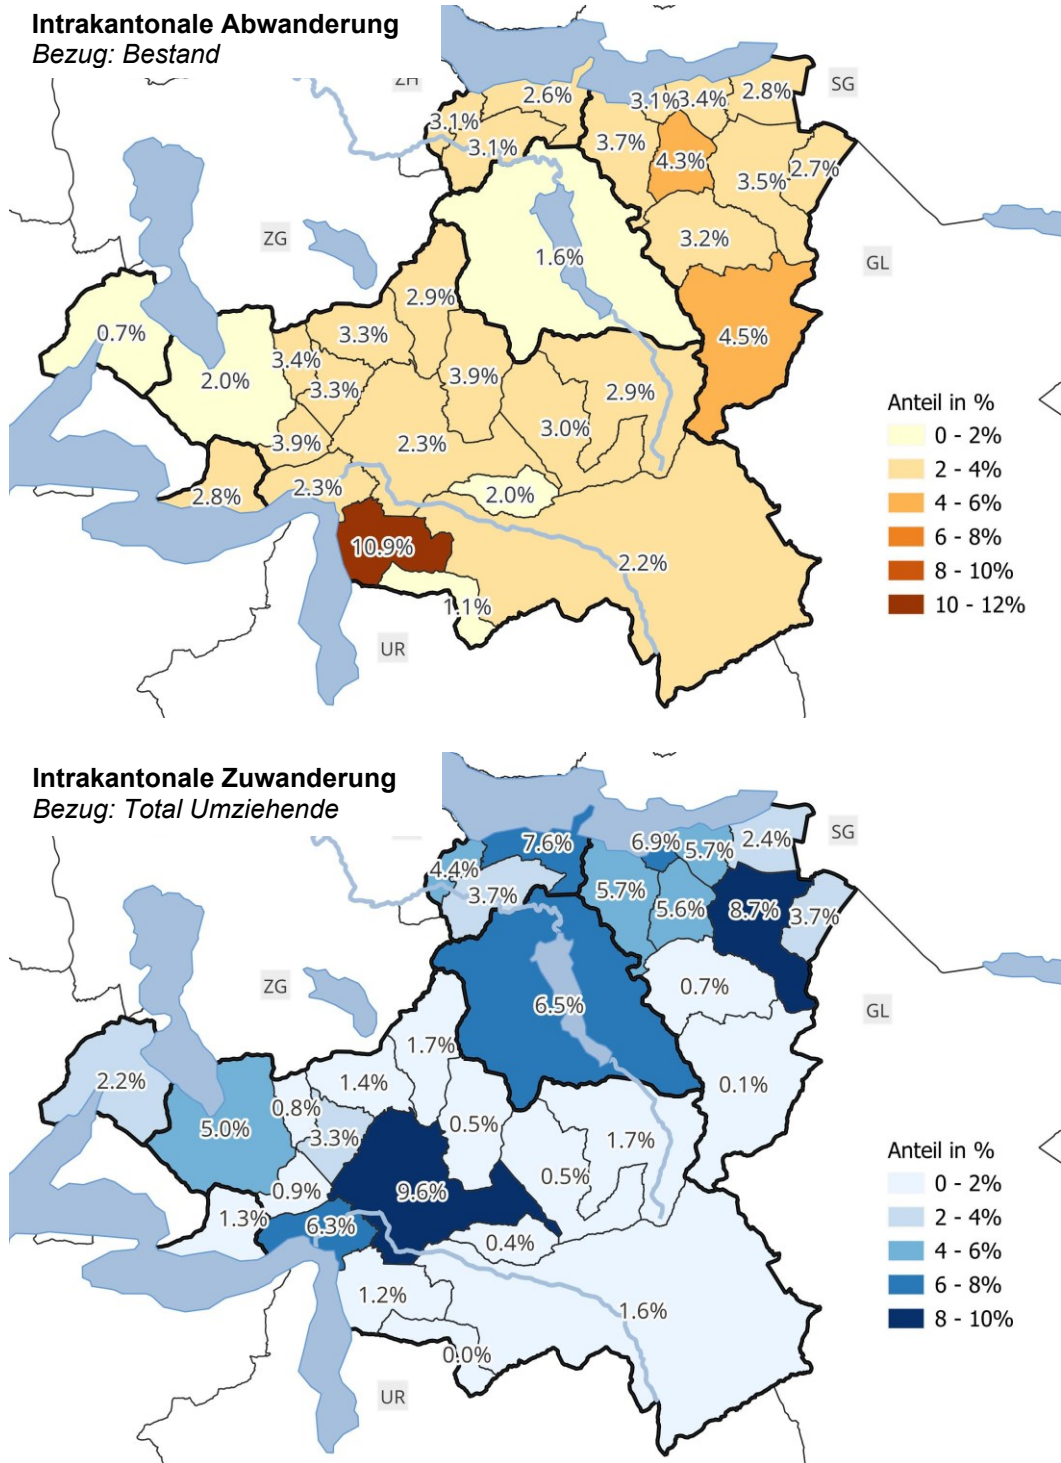 Intrakantonale Abwanderung
Bezug: Bestand
ZH
SG
2.6%
3.1%
3.4%
2.8%
3.1%
3.1%
3.7%
4.3%
3.5%
2.7%
ZG
1.6%
3.2%
GL
0.7%
2.9%
3.3%
4.5%
3.4%
2.0%
3.3%
3.9%
2.9%
3.9%
2.3%
3.0%
2.8%
2.3%
2.0%
10.9%
2.2%
1.1%
UR
Anteil in %
0 - 2%
2 - 4%
4 - 6%
6 - 8%
8 - 10%
10 - 12%
Intrakantonale Zuwanderung
Bezug: Total Umziehende
SG
7.6%
6.9%
5.7%
2.4%
4.4%
3.7%
5.7%
5.6%
8.7%
3.7%
ZG
6.5%
0.7%
GL
2.2%
1.7%
1.4%
0.1%
0.8%
5.0%
3.3%
0.5%
1.7%
0.9%
9.6%
0.5%
1.3%
6.3%
0.4%
1.2%
1.6%
0.0%
UR
Anteil in %
0 - 2%
2 - 4%
4 - 6%
6 - 8%
8 - 10%